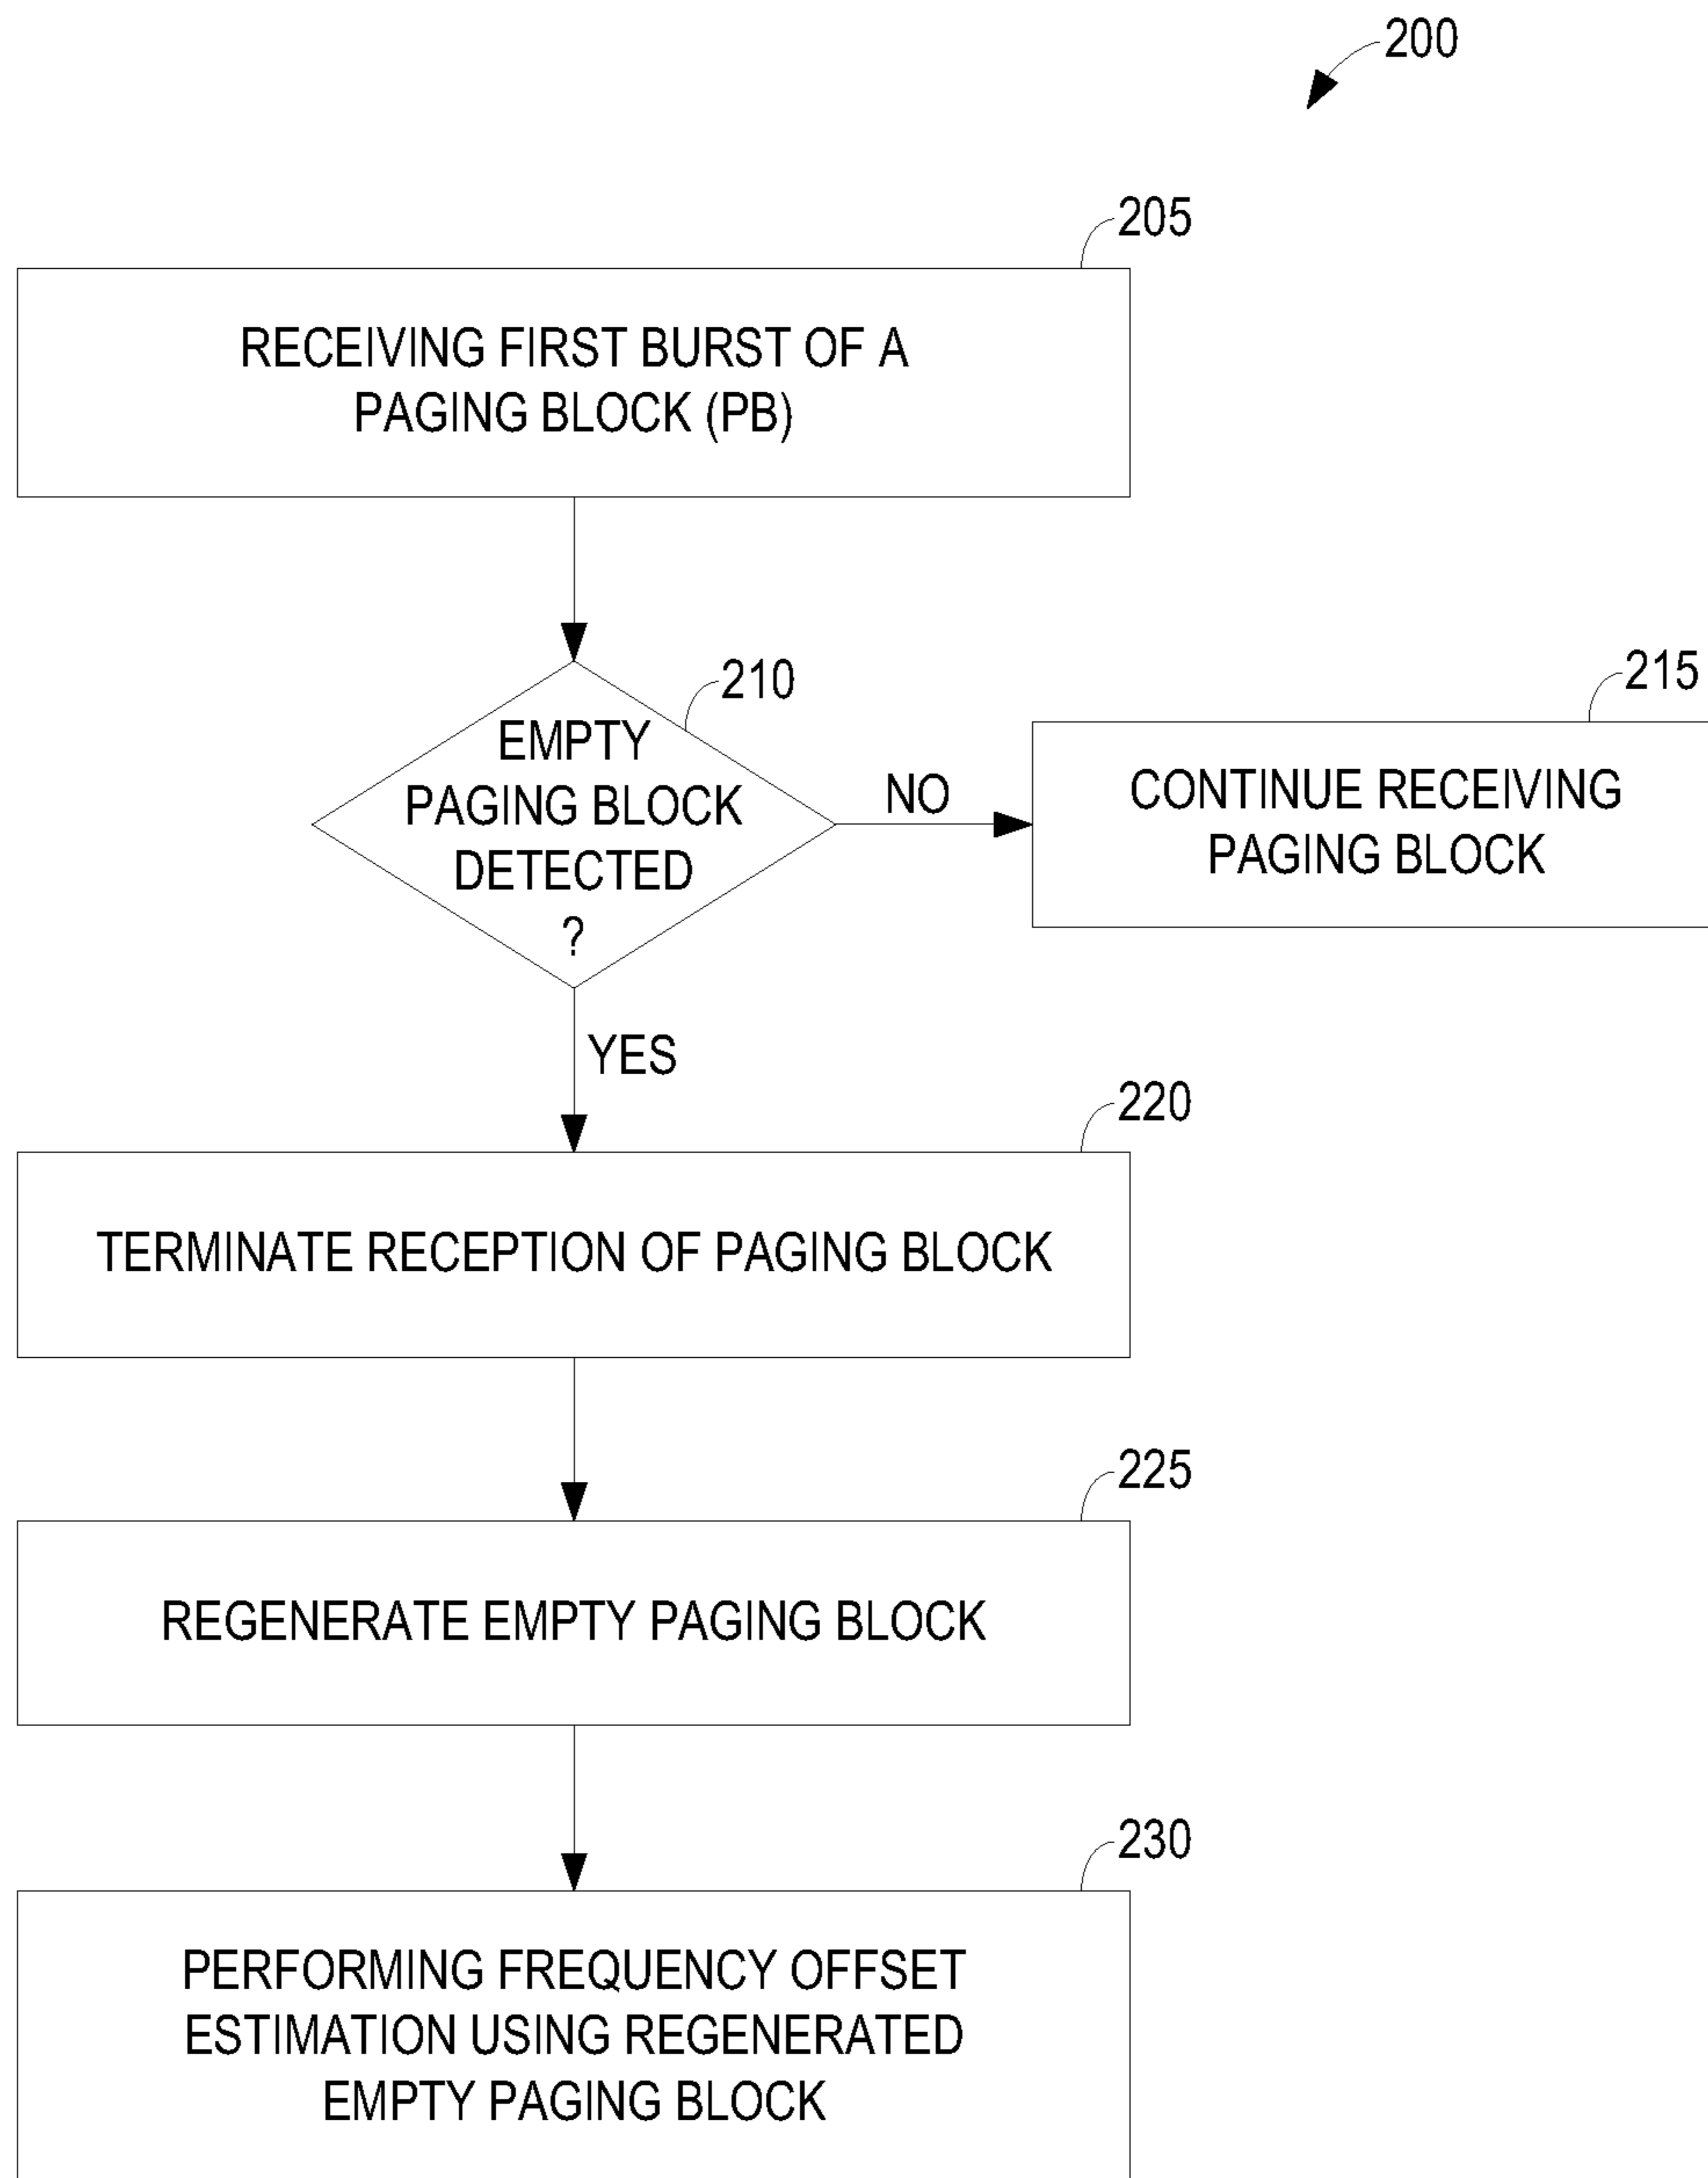 200
205
RECEIVING FIRST BURST OF A
PAGING BLOCK (PB)
210
EMPTY
PAGING BLOCK
DETECTED
?
NO
215
CONTINUE RECEIVING
PAGING BLOCK
YES
220
TERMINATE RECEPTION OF PAGING BLOCK
225
REGENERATE EMPTY PAGING BLOCK
230
PERFORMING FREQUENCY OFFSET
ESTIMATION USING REGENERATED
EMPTY PAGING BLOCK